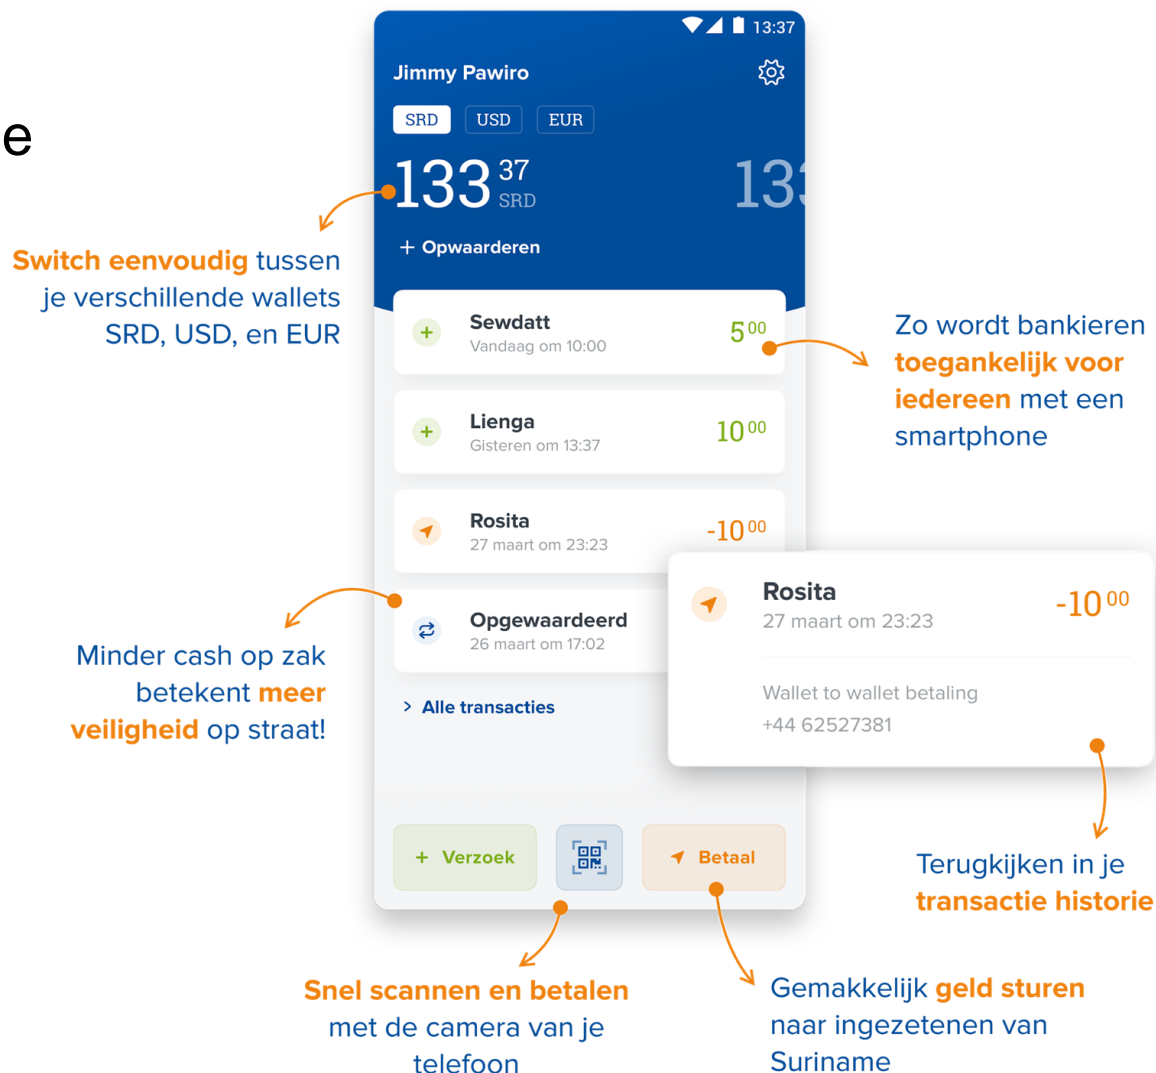 13:37
Jimmy Pawiro
SRD USD EUR
e
133 37 SRD
133
+ Opwaarderen
Switch eenvoudig tussen
je verschillende wallets
SRD, USD, en EUR
Sewdatt
Vandaag om 10:00
5 00
Zo wordt bankieren
toegankelijk voor
iedereen met een
smartphone
Lienga
Gisteren om 13:37
10 00
Rosita
27 maart om 23:23
-10 00
Opgewaardeerd
26 maart om 17:02
Rosita
27 maart om 23:23
-10 00
Wallet to wallet betaling
+44 62527381
Minder cash op zak
betekent meer
veiligheid op straat!
> Alle transacties
+ Verzoek
Betaal
Terugkijken in je
transactie historie
Snel scannen en betalen
met de camera van je
telefoon
Gemakkelijk geld sturen
naar ingezetenen van
Suriname